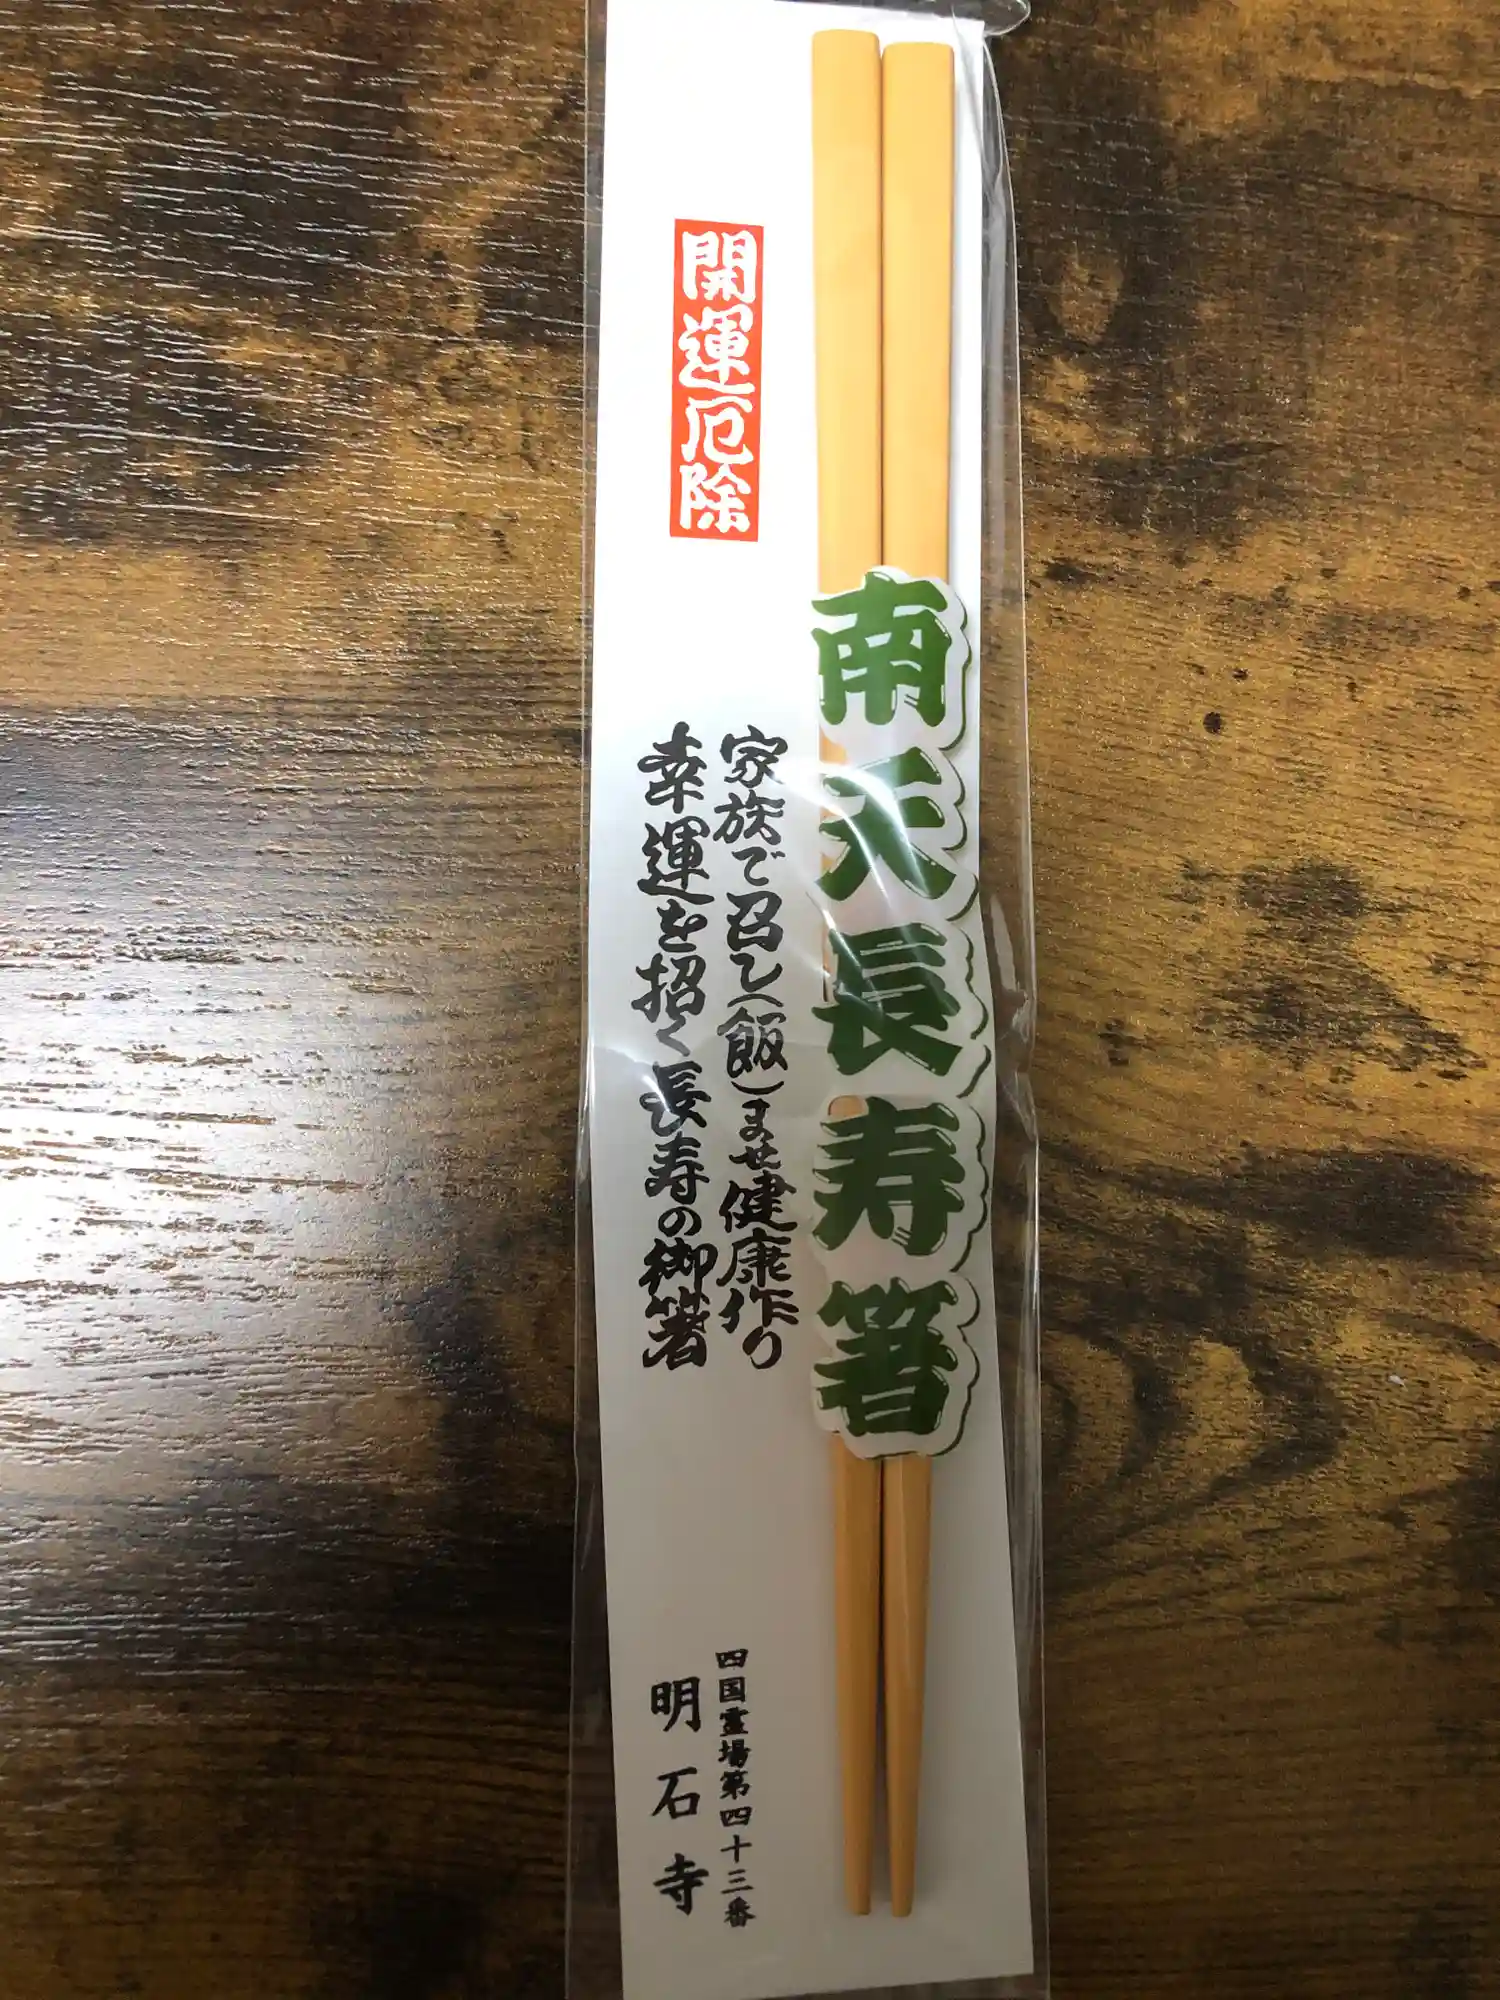 南天長寿箸
開運厄除
家族で召し(飯)ませ健康作り
幸運を招く長寿の御箸
四国霊場第四十三番
明石寺